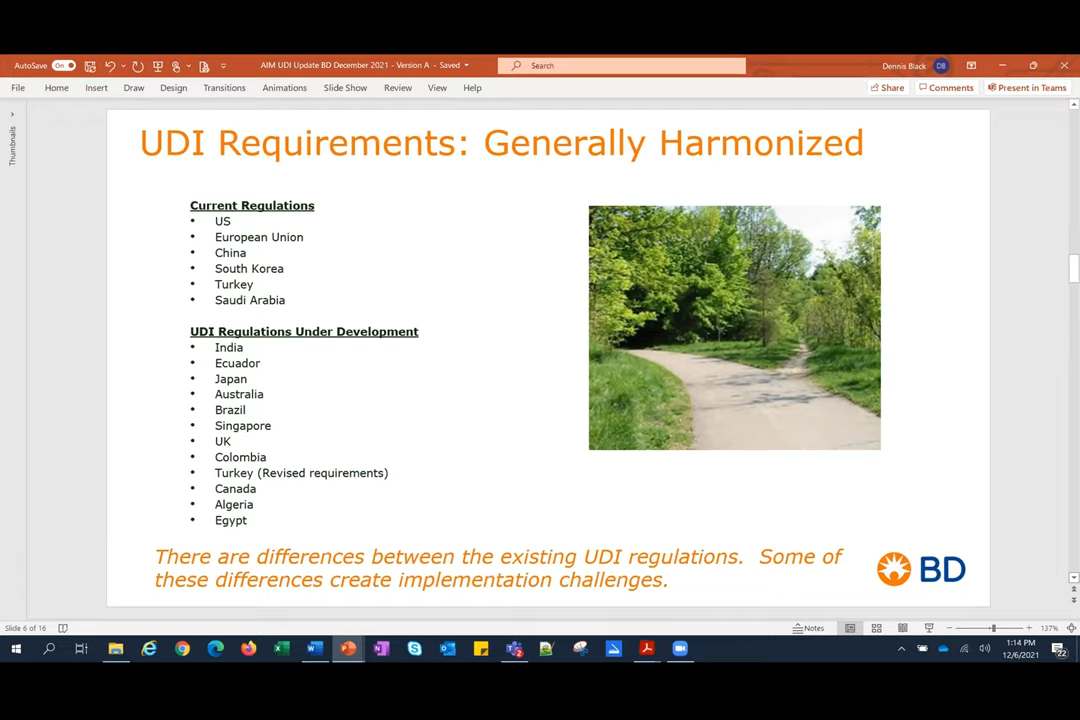 AutoSave On AIM UDI Update BD December 2021 - Version A - Saved Search Dennis Black DB
File Home Insert Draw Design Transitions Animations Slide Show Review View Help Share Comments Present in Teams
Thumbnails
UDI Requirements: Generally Harmonized
Current Regulations
• US
• European Union
• China
• South Korea
• Turkey
• Saudi Arabia
UDI Regulations Under Development
• India
• Ecuador
• Japan
• Australia
• Brazil
• Singapore
• UK
• Colombia
• Turkey (Revised requirements)
• Canada
• Algeria
• Egypt
There are differences between the existing UDI regulations. Some of
these differences create implementation challenges.
BD
Slide 6 of 16 Notes 137%
1:14 PM
12/6/2021
22